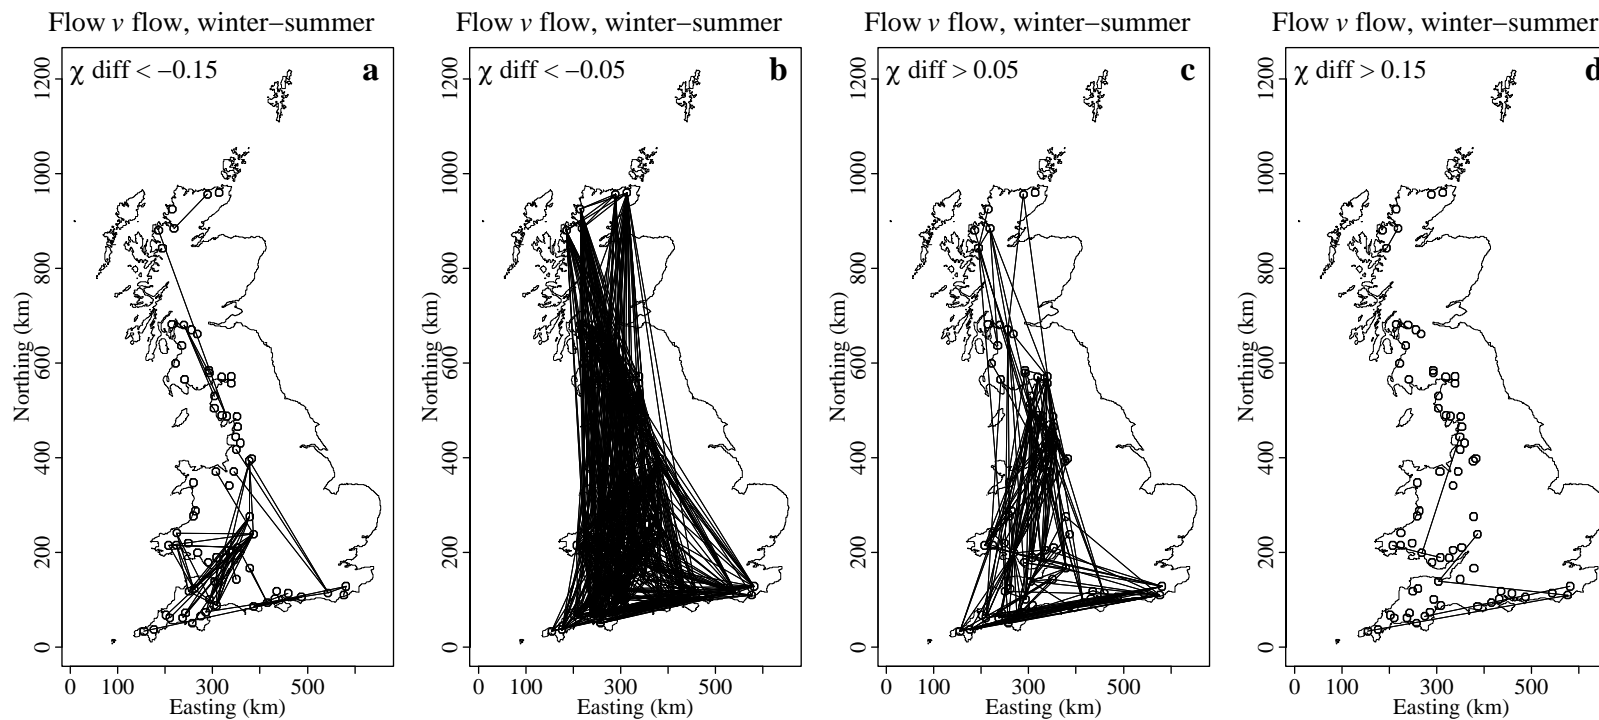 Flow v flow, winter−summer
χ diff < −0.15
a
1200
1000
800
600
400
200
0
Northing (km)
0
100
300
500
Easting (km)
Flow v flow, winter−summer
χ diff < −0.05
b
1200
1000
800
600
400
200
0
Northing (km)
0
100
300
500
Easting (km)
Flow v flow, winter−summer
χ diff > 0.05
c
1200
1000
800
600
400
200
0
Northing (km)
0
100
300
500
Easting (km)
Flow v flow, winter−summer
χ diff > 0.15
d
1200
1000
800
600
400
200
0
Northing (km)
0
100
300
500
Easting (km)